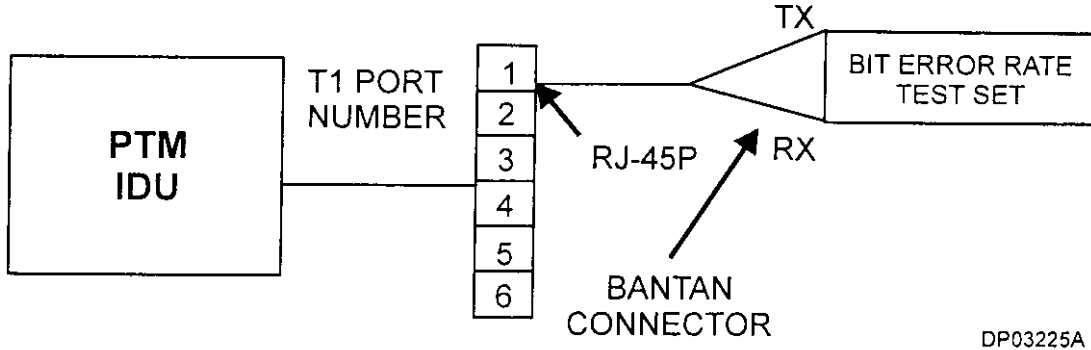 PTM
IDU
T1 PORT
NUMBER
1
2
3
4
5
6
RJ-45P
TX
RX
BIT ERROR RATE
TEST SET
BANTAN
CONNECTOR
DP03225A